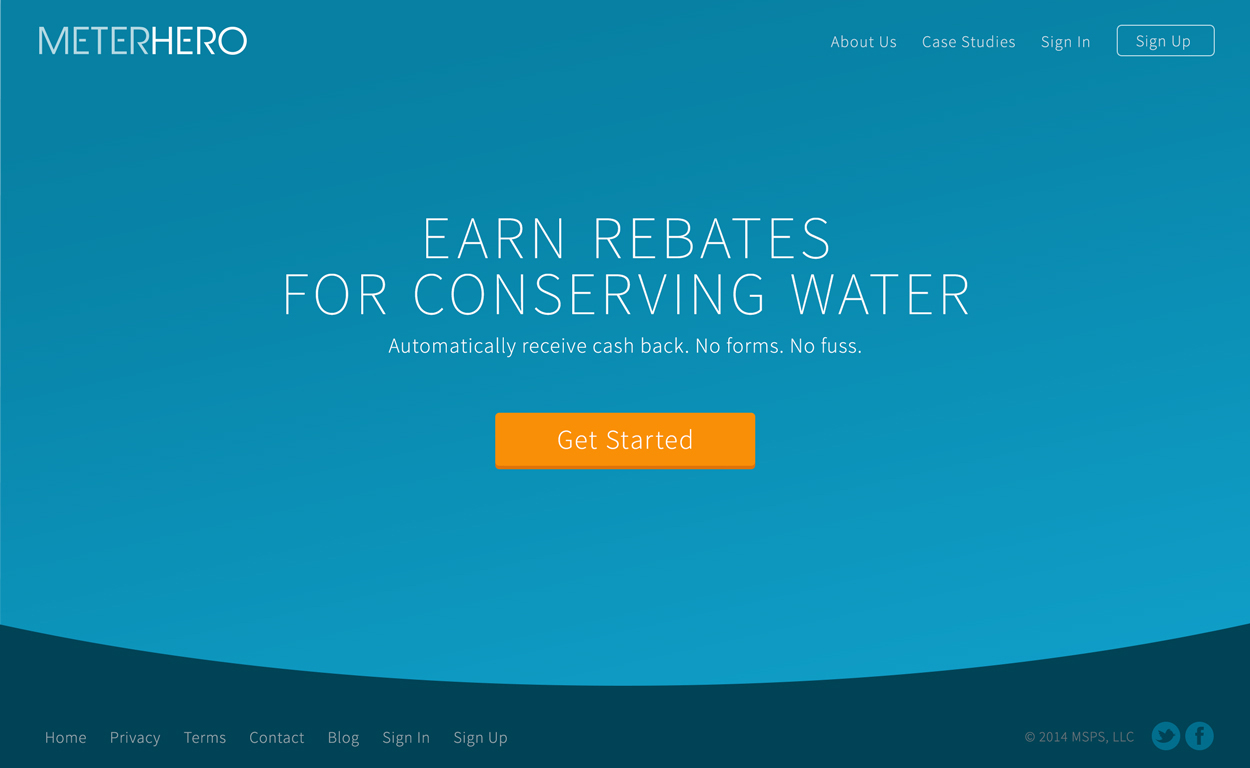 METERHERO
About Us Case Studies Sign In Sign Up
EARN REBATES
FOR CONSERVING WATER
Automatically receive cash back. No forms. No fuss.
Get Started
Home Privacy Terms Contact Blog Sign In Sign Up
© 2014 MSPS, LLC